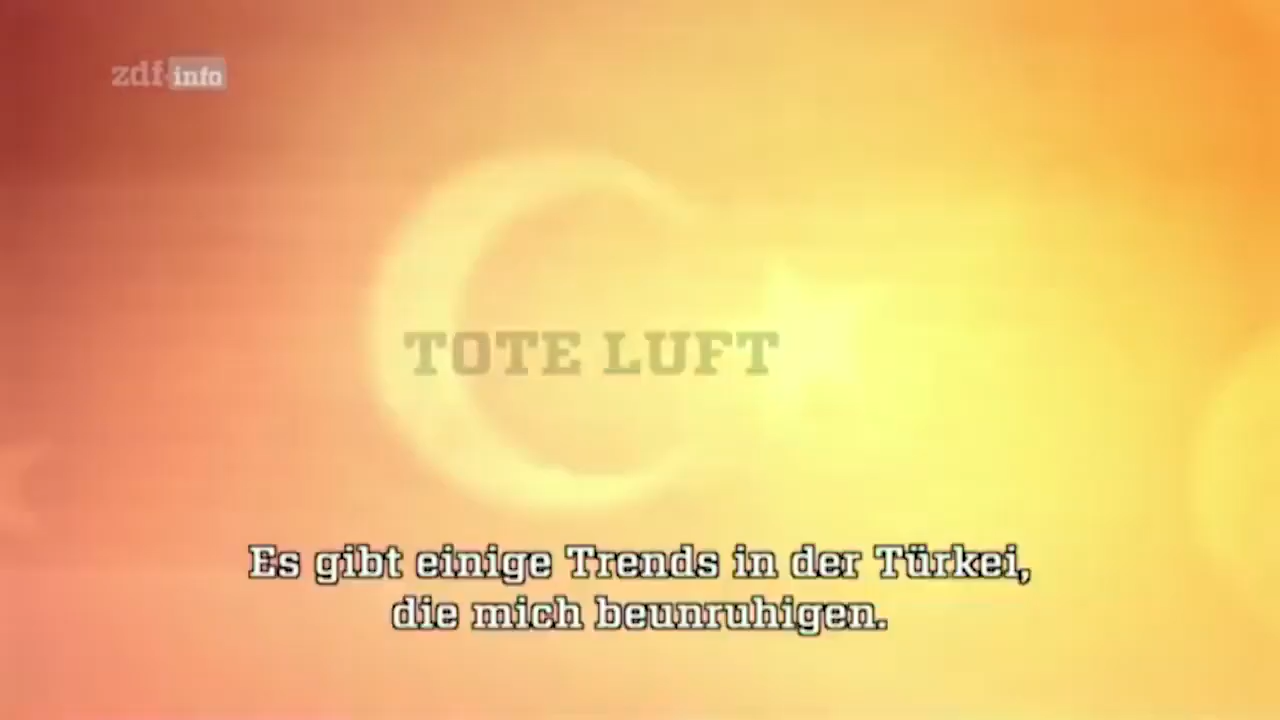 zdf info
TOTE LUFT
Es gibt einige Trends in der Türkei,
die mich beunruhigen.